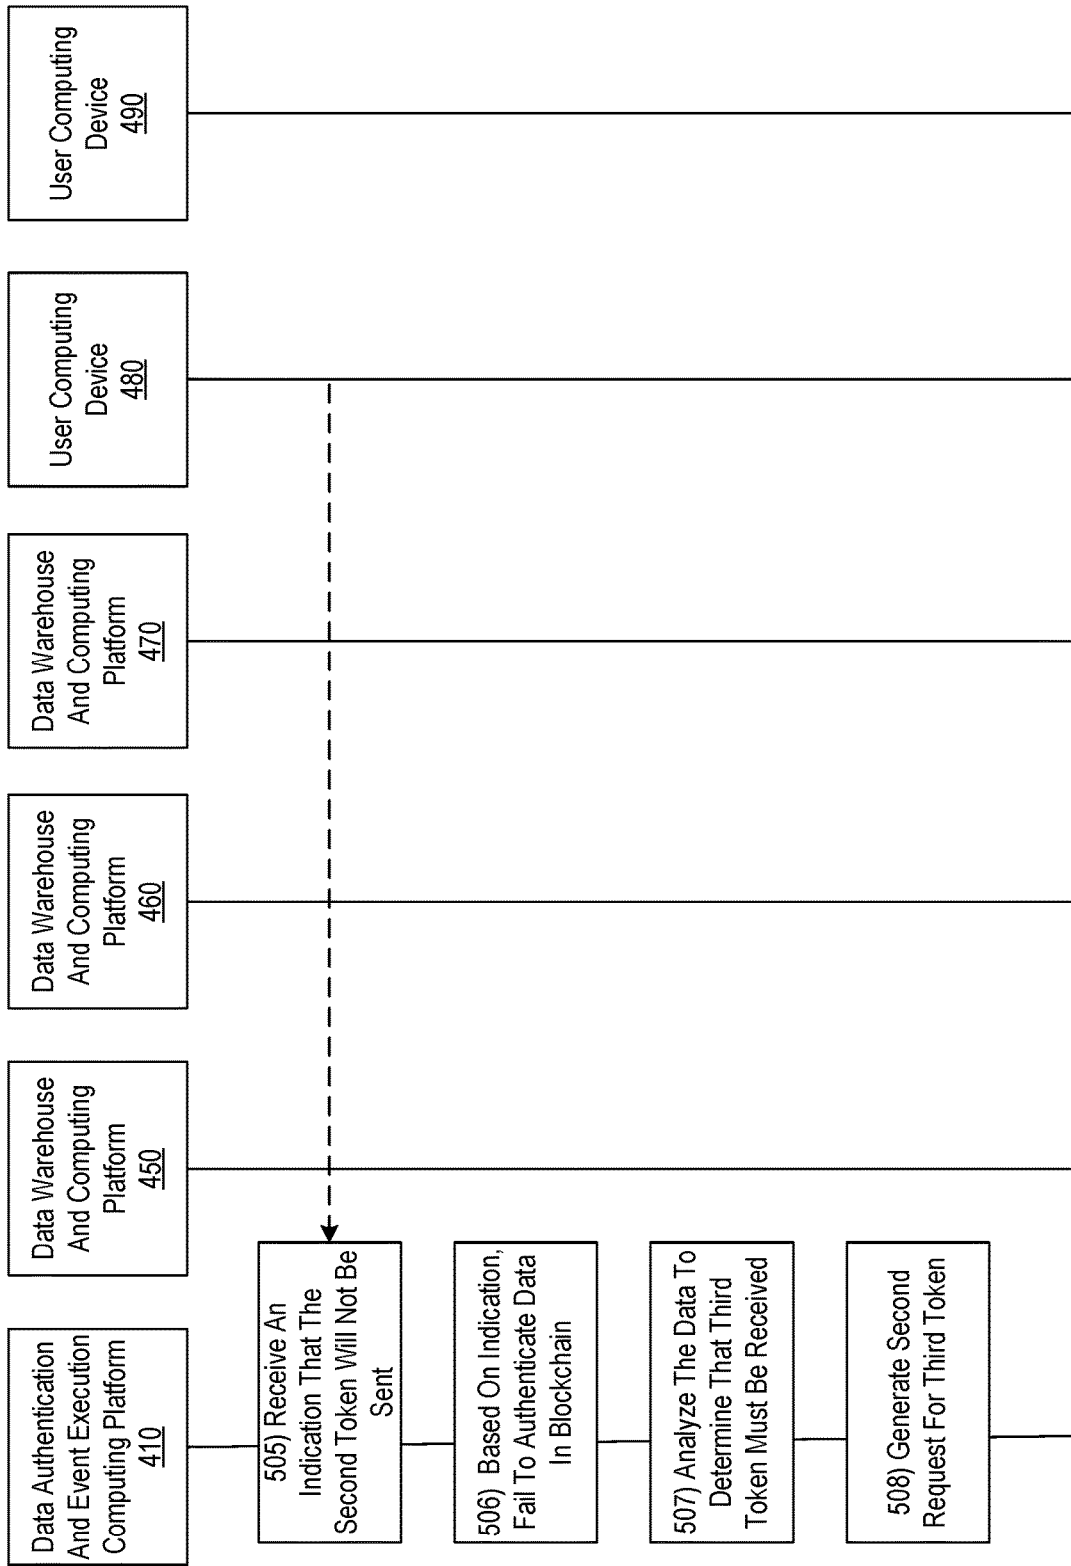 Data Authentication
And Event Execution
Computing Platform
410
Data Warehouse
And Computing
Platform
450
Data Warehouse
And Computing
Platform
460
Data Warehouse
And Computing
Platform
470
User Computing
Device
480
User Computing
Device
490
505) Receive An
Indication That The
Second Token Will Not Be
Sent
506) Based On Indication,
Fail To Authenticate Data
In Blockchain
507) Analyze The Data To
Determine That Third
Token Must Be Received
508) Generate Second
Request For Third Token